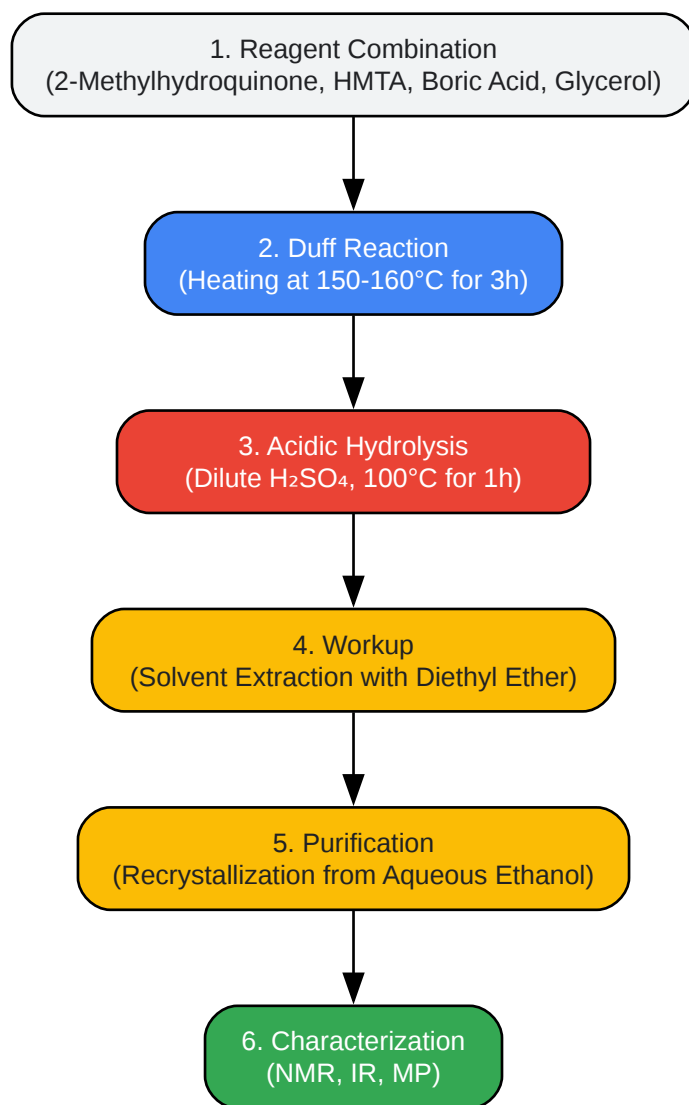 1. Reagent Combination
(2-Methylhydroquinone, HMTA, Boric Acid, Glycerol)
2. Duff Reaction
(Heating at 150-160°C for 3h)
3. Acidic Hydrolysis
(Dilute H₂SO₄, 100°C for 1h)
4. Workup
(Solvent Extraction with Diethyl Ether)
5. Purification
(Recrystallization from Aqueous Ethanol)
6. Characterization
(NMR, IR, MP)